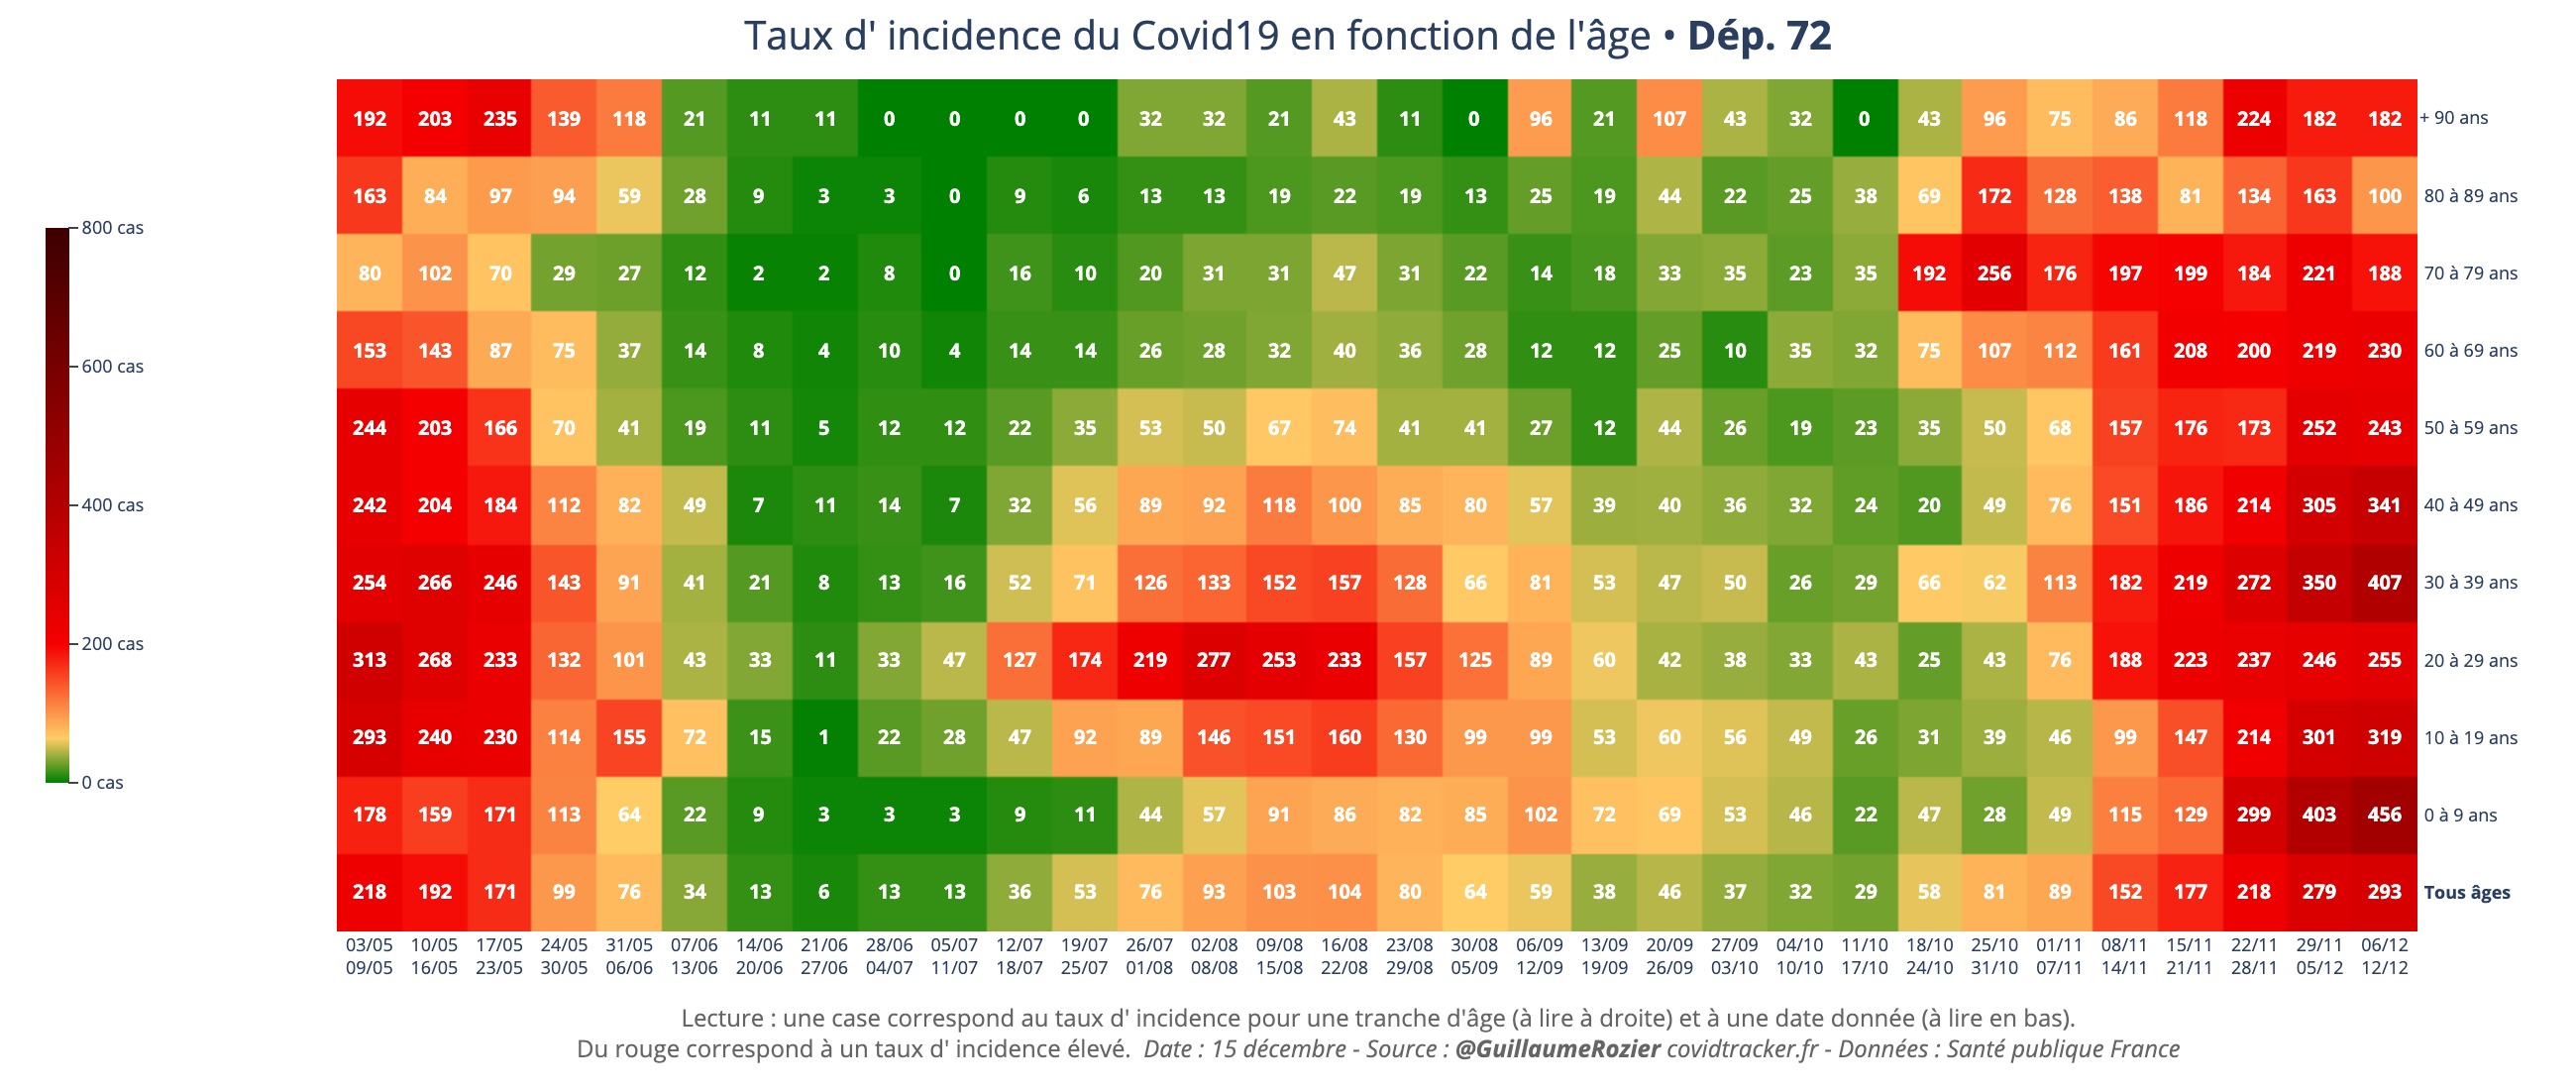 Taux d' incidence du Covid19 en fonction de l'âge • Dép. 72
192 203 235 139 118 21 11 11 0 0 0 0 32 32 21 43 11 0 96 21 107 43 32 0 43 96 75 86 118 224 182 182 + 90 ans
163 84 97 94 59 28 9 3 3 0 9 6 13 13 19 22 19 13 25 19 44 22 25 38 69 172 128 138 81 134 163 100 80 à 89 ans
800 cas
80 102 70 29 27 12 2 2 8 0 16 10 20 31 31 47 31 22 14 18 33 35 23 35 192 256 176 197 199 184 221 188 70 à 79 ans
153 143 87 75 37 14 8 4 10 4 14 14 26 28 32 40 36 28 12 12 25 10 35 32 75 107 112 161 208 200 219 230 60 à 69 ans
600 cas
244 203 166 70 41 19 11 5 12 12 22 35 53 50 67 74 41 41 27 12 44 26 19 23 35 50 68 157 176 173 252 243 50 à 59 ans
400 cas
242 204 184 112 82 49 7 11 14 7 32 56 89 92 118 100 85 80 57 39 40 36 32 24 20 49 76 151 186 214 305 341 40 à 49 ans
254 266 246 143 91 41 21 8 13 16 52 71 126 133 152 157 128 66 81 53 47 50 26 29 66 62 113 182 219 272 350 407 30 à 39 ans
200 cas
313 268 233 132 101 43 33 11 33 47 127 174 219 277 253 233 157 125 89 60 42 38 33 43 25 43 76 188 223 237 246 255 20 à 29 ans
293 240 230 114 155 72 15 1 22 28 47 92 89 146 151 160 130 99 99 53 60 56 49 26 31 39 46 99 147 214 301 319 10 à 19 ans
0 cas
178 159 171 113 64 22 9 3 3 3 9 11 44 57 91 86 82 85 102 72 69 53 46 22 47 28 49 115 129 299 403 456 0 à 9 ans
218 192 171 99 76 34 13 6 13 13 36 53 76 93 103 104 80 64 59 38 46 37 32 29 58 81 89 152 177 218 279 293 Tous âges
03/05 10/05 17/05 24/05 31/05 07/06 14/06 21/06 28/06 05/07 12/07 19/07 26/07 02/08 09/08 16/08 23/08 30/08 06/09 13/09 20/09 27/09 04/10 11/10 18/10 25/10 01/11 08/11 15/11 22/11 29/11 06/12
09/05 16/05 23/05 30/05 06/06 13/06 20/06 27/06 04/07 11/07 18/07 25/07 01/08 08/08 15/08 22/08 29/08 05/09 12/09 19/09 26/09 03/10 10/10 17/10 24/10 31/10 07/11 14/11 21/11 28/11 05/12 12/12
Lecture : une case correspond au taux d' incidence pour une tranche d'âge (à lire à droite) et à une date donnée (à lire en bas).
Du rouge correspond à un taux d' incidence élevé. Date : 15 décembre - Source : @GuillaumeRozier covidtracker.fr - Données : Santé publique France